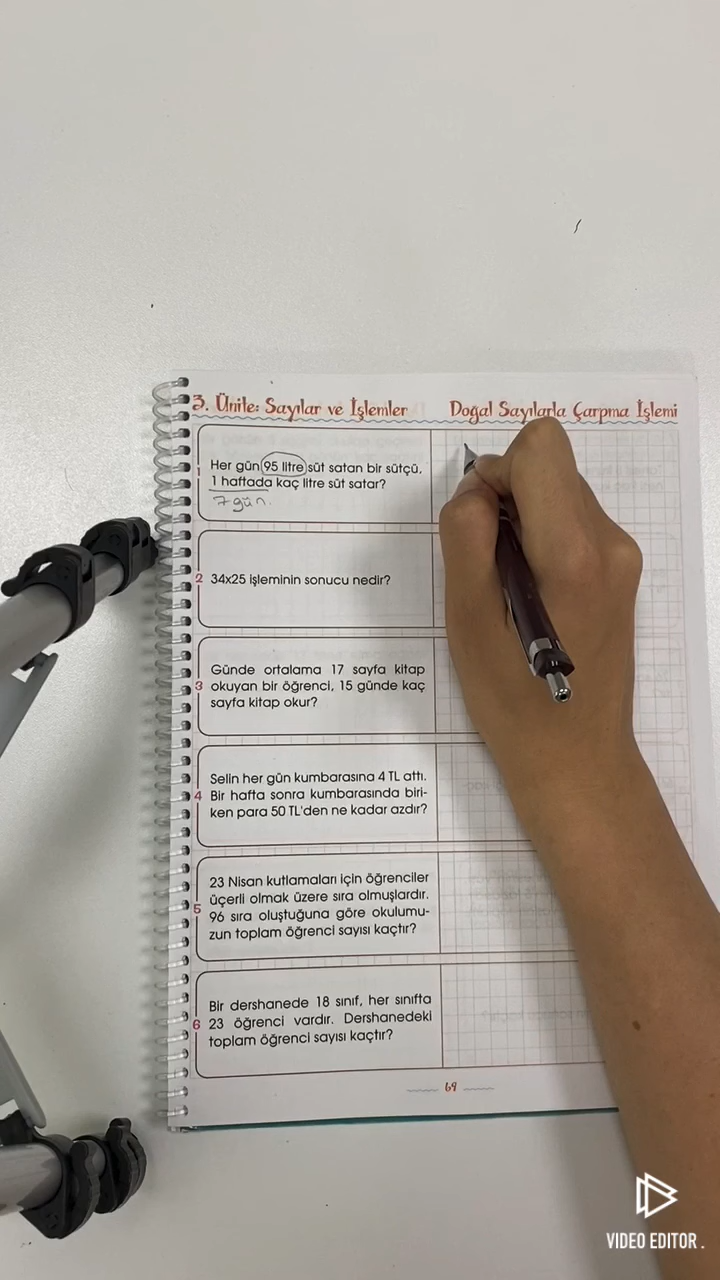 3. Ünite: Sayılar ve İşlemler
Doğal Sayılarla Çarpma İşlemi
1
Her gün 95 litre süt satan bir sütçü,
1 haftada kaç litre süt satar?
7 gün.
2
34x25 işleminin sonucu nedir?
3
Günde ortalama 17 sayfa kitap
okuyan bir öğrenci, 15 günde kaç
sayfa kitap okur?
4
Selin her gün kumbarasına 4 TL attı.
Bir hafta sonra kumbarasında biri-
ken para 50 TL'den ne kadar azdır?
5
23 Nisan kutlamaları için öğrenciler
üçerli olmak üzere sıra olmuşlardır.
96 sıra oluştuğuna göre okulumu-
zun toplam öğrenci sayısı kaçtır?
6
Bir dershanede 18 sınıf, her sınıfta
23 öğrenci vardır. Dershanedeki
toplam öğrenci sayısı kaçtır?
69
VIDEO EDITOR .